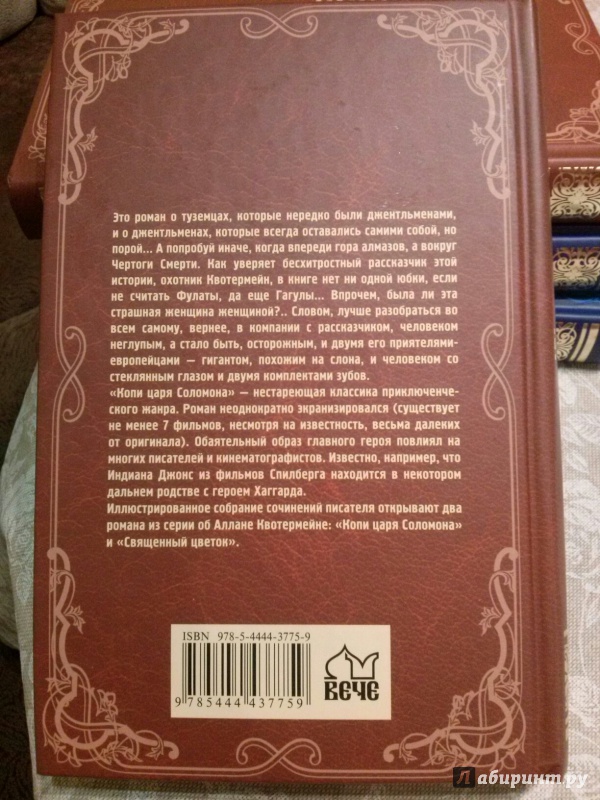 Это роман о туземцах, которые нередко были джентльменами,
и о джентльменах, которые всегда оставались самими собой, но
порой... А попробуй иначе, когда впереди гора алмазов, а вокруг
Чертоги Смерти. Как уверяет бесхитростный рассказчик этой
истории, охотник Квотермейн, в книге нет ни одной юбки, если
не считать Фулаты, да еще Гагулы... Впрочем, была ли эта
страшная женщина женщиной?.. Словом, лучше разобраться во
всем самому, вернее, в компании с рассказчиком, человеком
неглупым, а стало быть, осторожным, и двумя его приятелями-
европейцами — гигантом, похожим на слона, и человеком со
стеклянным глазом и двумя комплектами зубов.
«Копи царя Соломона» — нестареющая классика приключенче-
ского жанра. Роман неоднократно экранизировался (существует
не менее 7 фильмов, несмотря на известность, весьма далеких
от оригинала). Обаятельный образ главного героя повлиял на
многих писателей и кинематографистов. Известно, например, что
Индиана Джонс из фильмов Спилберга находится в некотором
дальнем родстве с героем Хаггарда.
Иллюстрированное собрание сочинений писателя открывают два
романа из серии об Аллане Квотермейне: «Копи царя Соломона»
и «Священный цветок».
ISBN 978-5-4444-3775-9
9 785444 437759
ВЕЧЕ
Лабиринт.ру